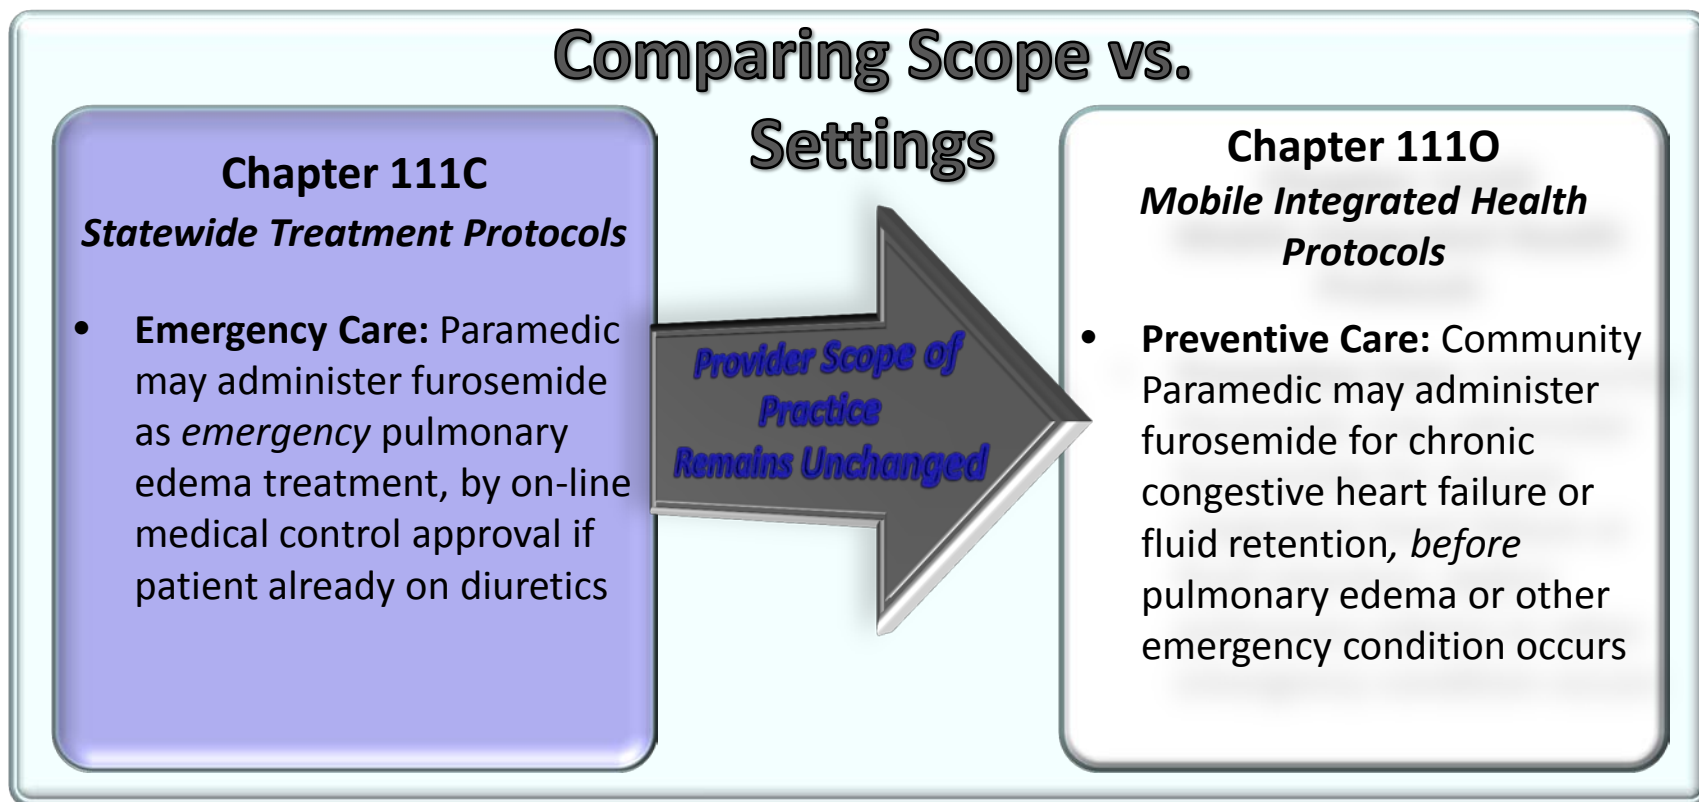 Comparing Scope vs.
Settings
Chapter 111C
Statewide Treatment Protocols
• Emergency Care: Paramedic
may administer furosemide
as emergency pulmonary
edema treatment, by on-line
medical control approval if
patient already on diuretics
Provider Scope of
Practice
Remains Unchanged
Chapter 111O
Mobile Integrated Health
Protocols
• Preventive Care: Community
Paramedic may administer
furosemide for chronic
congestive heart failure or
fluid retention, before
pulmonary edema or other
emergency condition occurs